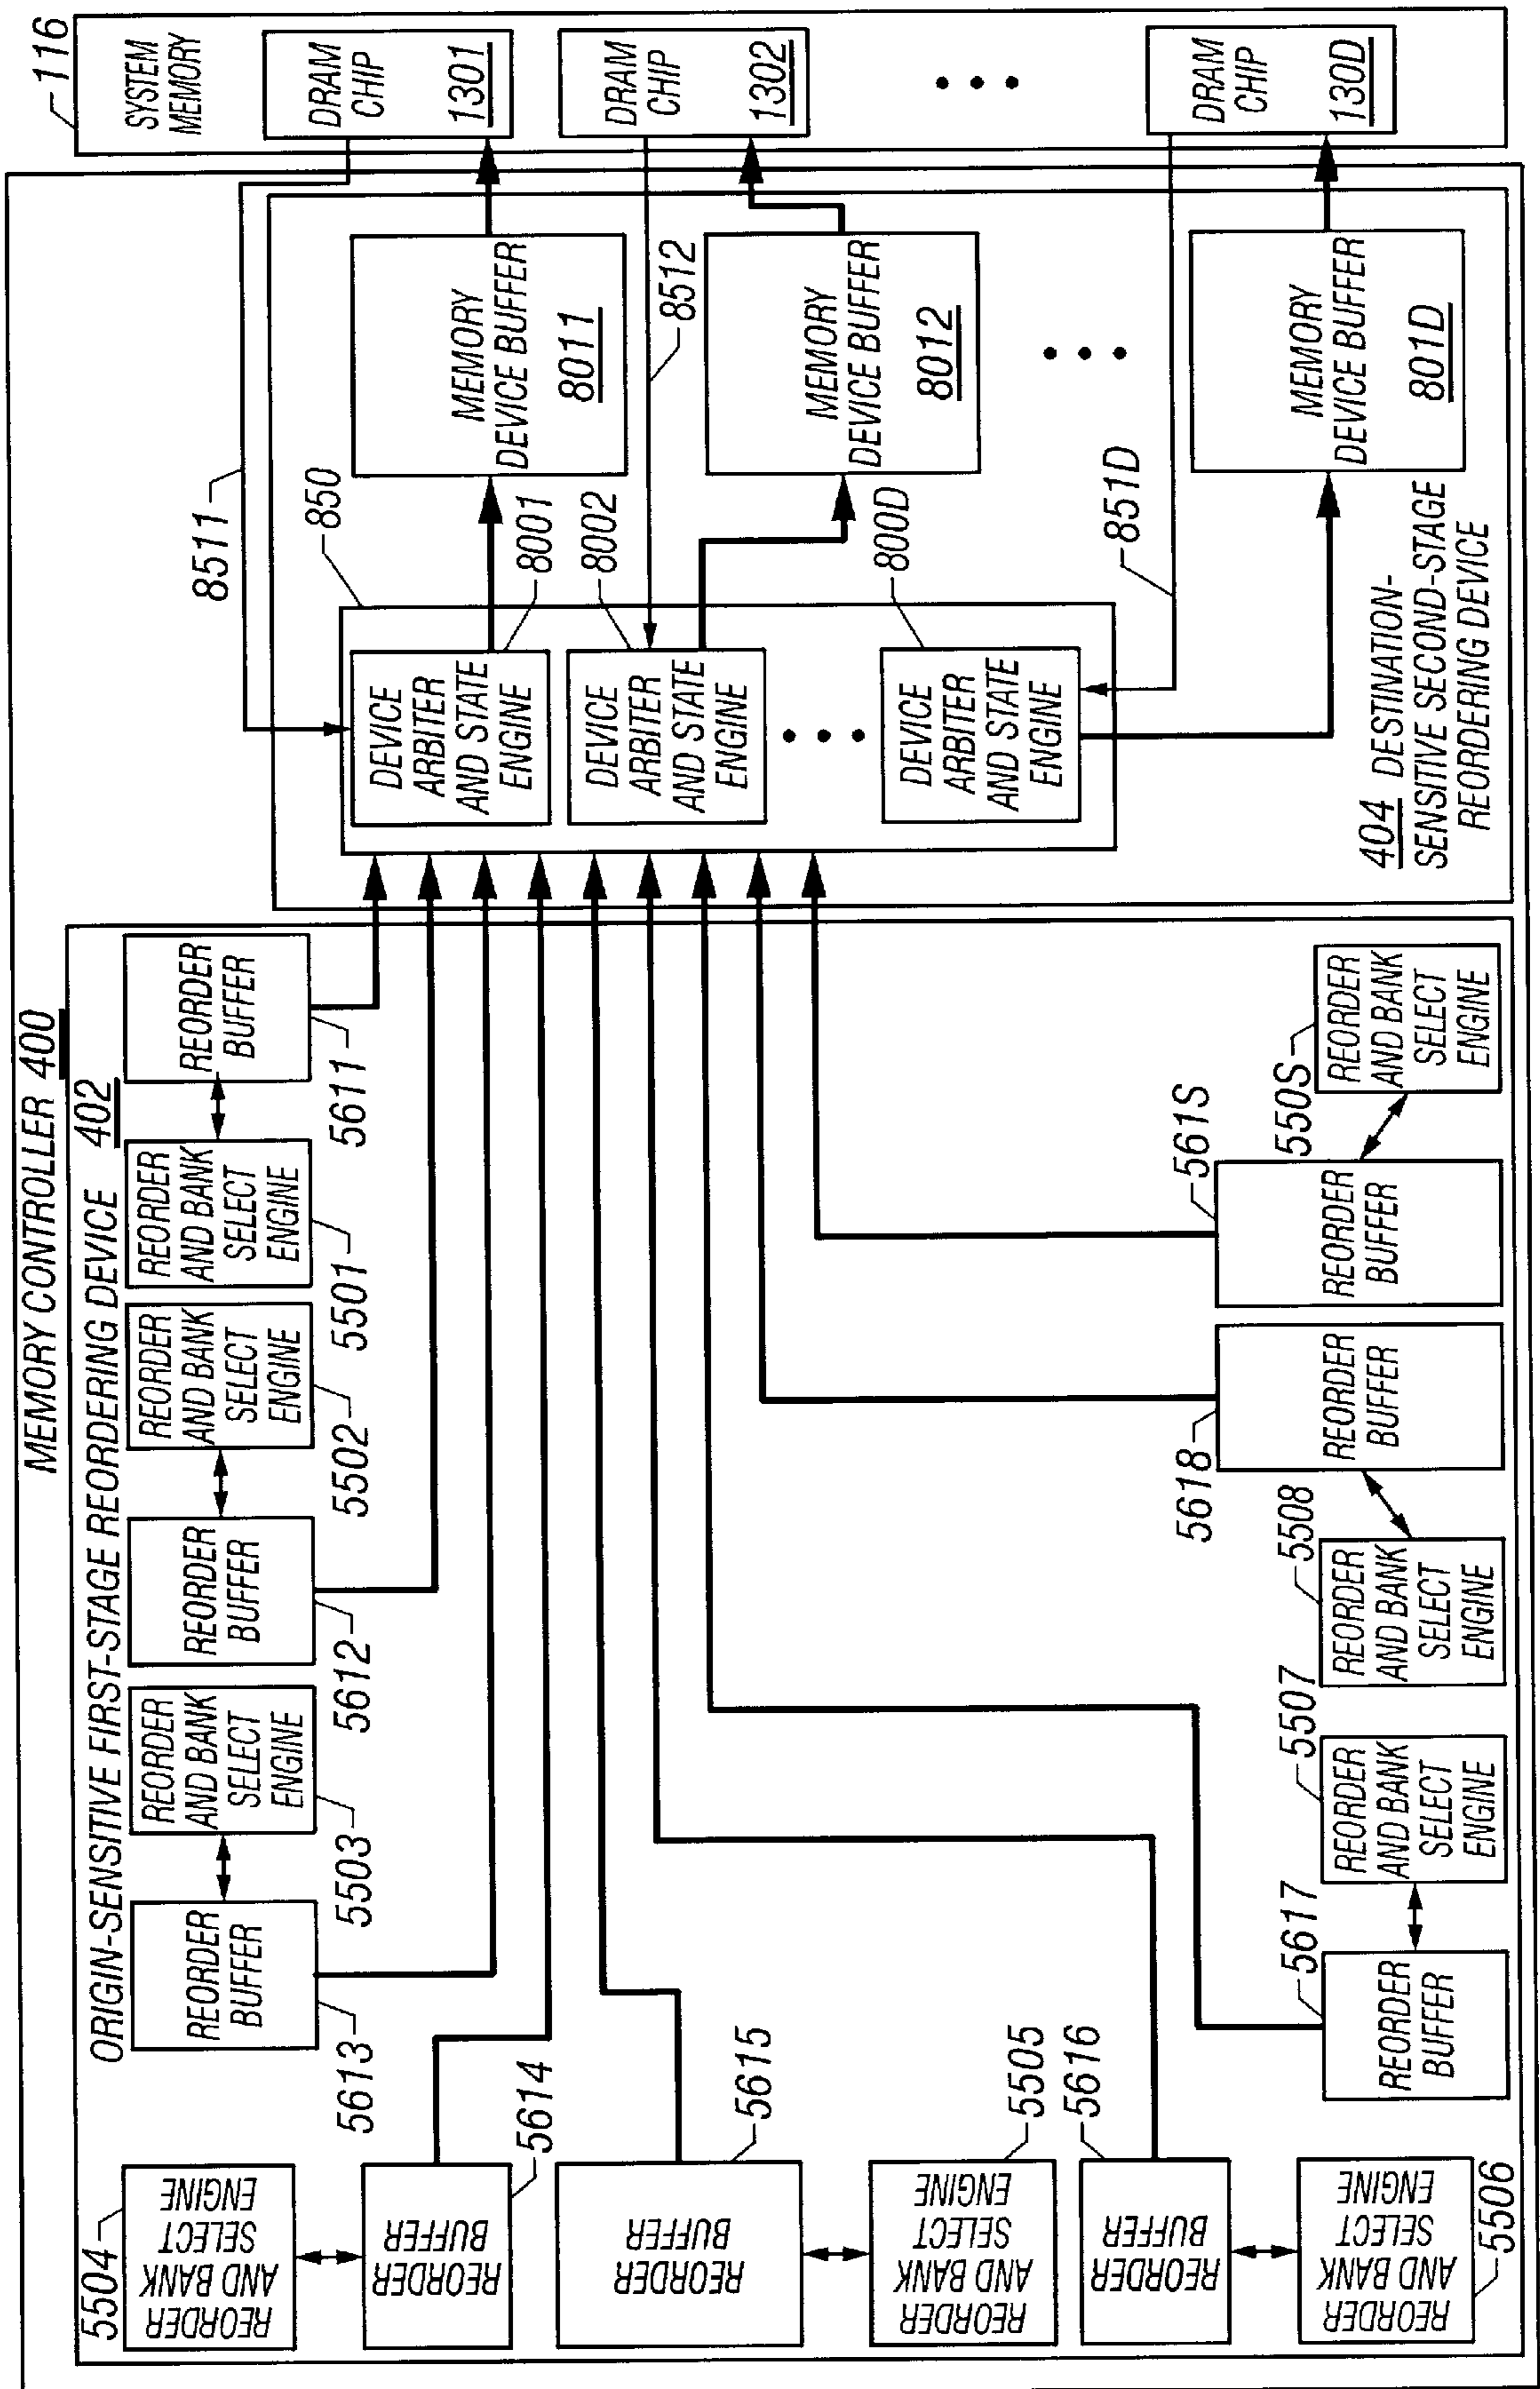 MEMORY CONTROLLER 400
ORIGIN-SENSITIVE FIRST-STAGE REORDERING DEVICE 402
5504
REORDER
AND BANK
SELECT
ENGINE
REORDER
BUFFER
5614
REORDER
BUFFER
5615
REORDER
AND BANK
SELECT
ENGINE
5505
REORDER
BUFFER
5616
REORDER
AND BANK
SELECT
ENGINE
5506
REORDER
BUFFER
5613
REORDER
AND BANK
SELECT
ENGINE
5503
REORDER
BUFFER
5612
REORDER
AND BANK
SELECT
ENGINE
5502
REORDER
AND BANK
SELECT
ENGINE
5501
REORDER
BUFFER
5611
REORDER
BUFFER
5617
REORDER
AND BANK
SELECT
ENGINE
5507
REORDER
AND BANK
SELECT
ENGINE
5508
REORDER
BUFFER
5618
REORDER
BUFFER
561S
REORDER
AND BANK
SELECT
ENGINE
550S
8511
850
DEVICE
ARBITER
AND STATE
ENGINE
8001
DEVICE
ARBITER
AND STATE
ENGINE
8002
DEVICE
ARBITER
AND STATE
ENGINE
800D
MEMORY
DEVICE BUFFER
8011
8512
MEMORY
DEVICE BUFFER
8012
851D
MEMORY
DEVICE BUFFER
801D
404 DESTINATION-
SENSITIVE SECOND-STAGE
REORDERING DEVICE
116
SYSTEM
MEMORY
DRAM
CHIP
1301
DRAM
CHIP
1302
DRAM
CHIP
130D